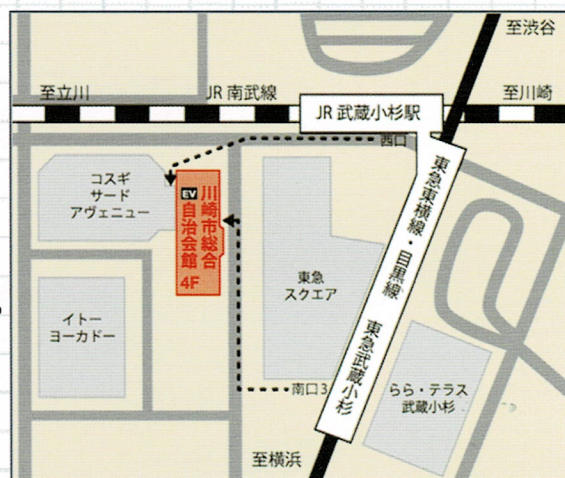 至渋谷
至立川
JR 南武線
JR 武蔵小杉駅
至川崎
西口
コスギ
サード
アヴェニュー
EV
川崎市総合
自治会館
4F
東急東横線・目黒線 東急武蔵小杉
東急
スクエア
イトー
ヨーカドー
南口3
らら・テラス
武蔵小杉
至横浜